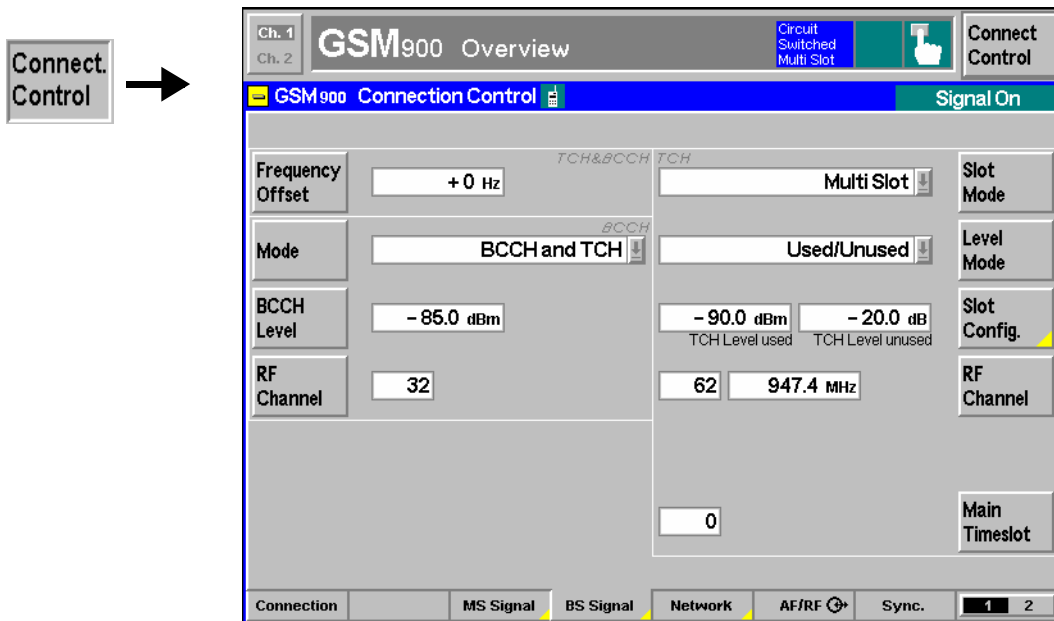 Connect.
Control
Ch. 1
Ch. 2
GSM900 Overview
Circuit
Switched
Multi Slot
Connect
Control
GSM900 Connection Control
Signal On
TCH&BCCH
TCH
Frequency
Offset
+ 0 Hz
Multi Slot
Slot
Mode
BCCH
Mode
BCCH and TCH
Used/Unused
Level
Mode
BCCH
Level
– 85.0 dBm
– 90.0 dBm
– 20.0 dB
TCH Level used
TCH Level unused
Slot
Config.
RF
Channel
32
62
947.4 MHz
RF
Channel
0
Main
Timeslot
Connection
MS Signal
BS Signal
Network
AF/RF
Sync.
1 2